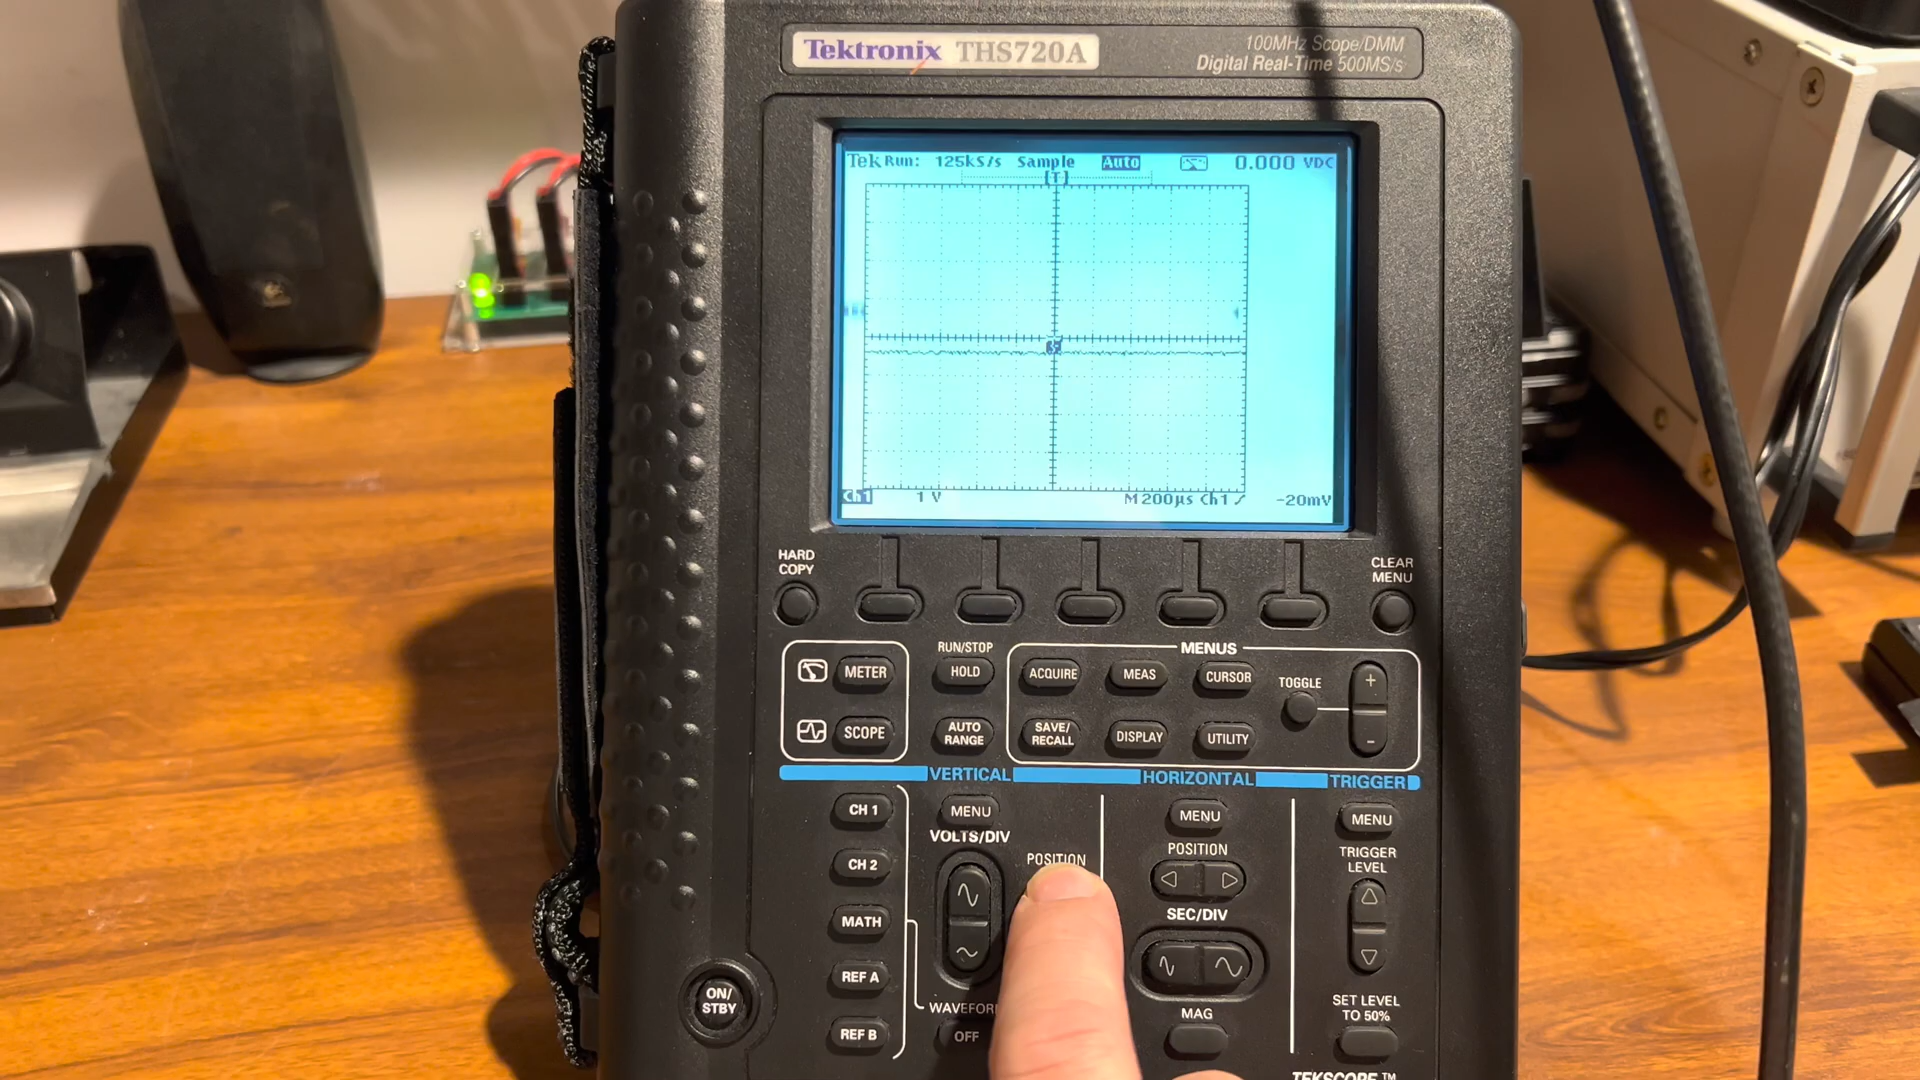 Tektronix THS720A
100MHz Scope/DMM
Digital Real-Time 500MS/s
Tek Run: 125kS/s Sample Auto 0.000 VDC
[T]
Ch1 1 V M 200µs Ch1 -20mV
HARD
COPY
CLEAR
MENU
METER
RUN/STOP
HOLD
MENUS
ACQUIRE
MEAS
CURSOR
TOGGLE
+
-
SCOPE
AUTO
RANGE
SAVE/
RECALL
DISPLAY
UTILITY
VERTICAL
HORIZONTAL
TRIGGER
CH 1
MENU
MENU
MENU
VOLTS/DIV
POSITION
POSITION
TRIGGER
LEVEL
CH 2
SEC/DIV
MATH
REF A
ON/
STBY
WAVEFOR
OFF
MAG
SET LEVEL
TO 50%
REF B
TEKSCOPE™